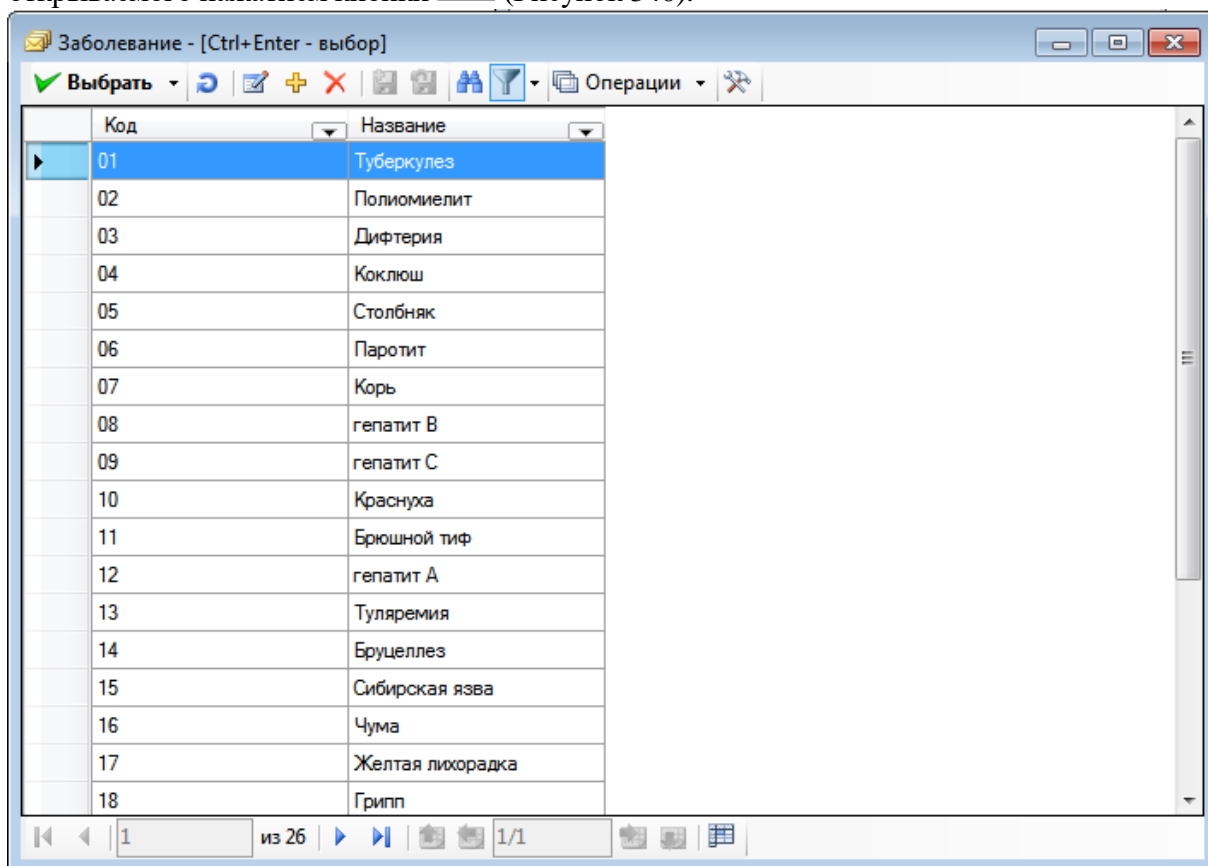 (Рисунок 346).
Заболевание - [Ctrl+Enter - выбор]
Выбрать Операции
Код Название
01 Туберкулез
02 Полиомиелит
03 Дифтерия
04 Коклюш
05 Столбняк
06 Паротит
07 Корь
08 гепатит В
09 гепатит С
10 Краснуха
11 Брюшной тиф
12 гепатит А
13 Туляремия
14 Бруцеллез
15 Сибирская язва
16 Чума
17 Желтая лихорадка
18 Грипп
1 из 26 1/1